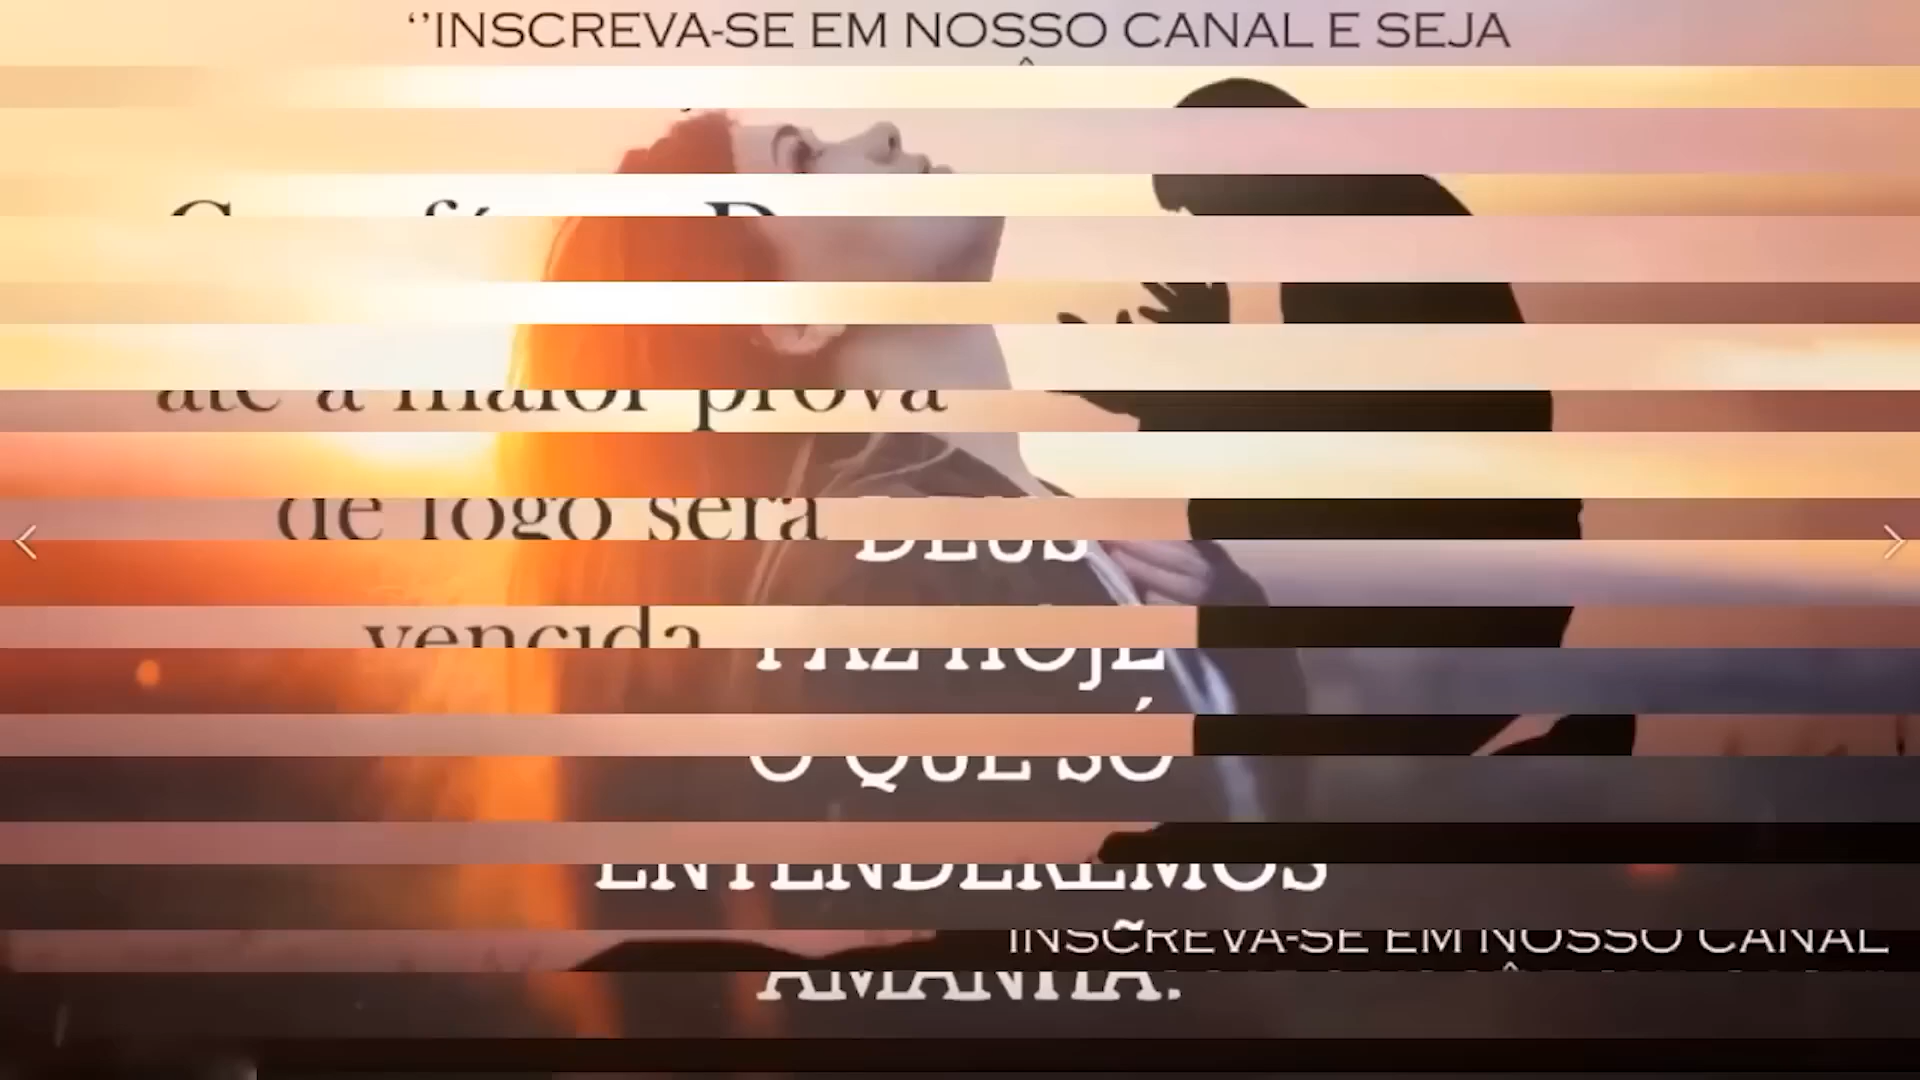 ‘’INSCREVA-SE EM NOSSO CANAL E SEJA
até a maior prova
de fogo será
vencida
DEUS
FAZ HOJE
O QUE SÓ
ENTENDEREMOS
AMANHÃ.
INSCREVA-SE EM NOSSO CANAL